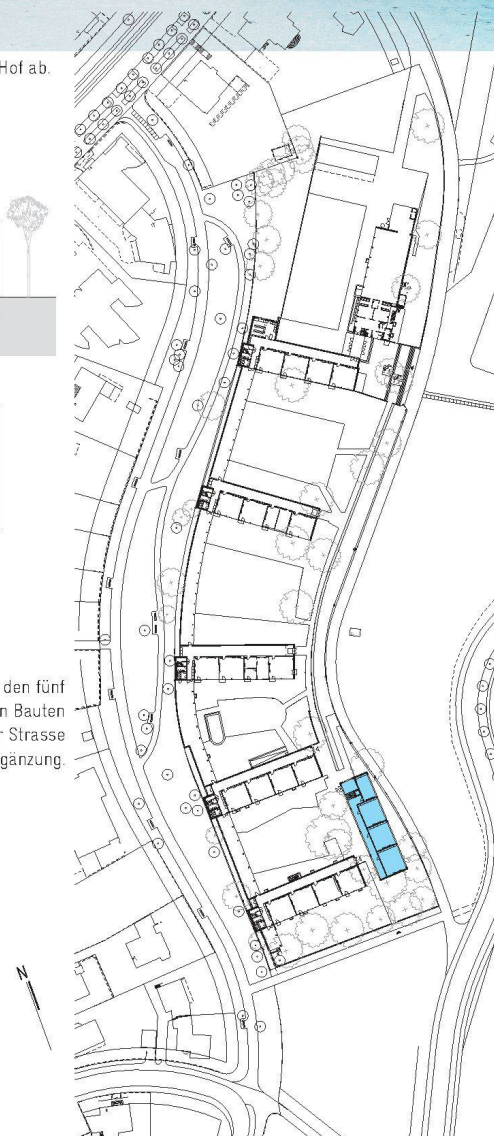 Hof ab.
den fünf
n Bauten
r Strasse
gänzung.
N